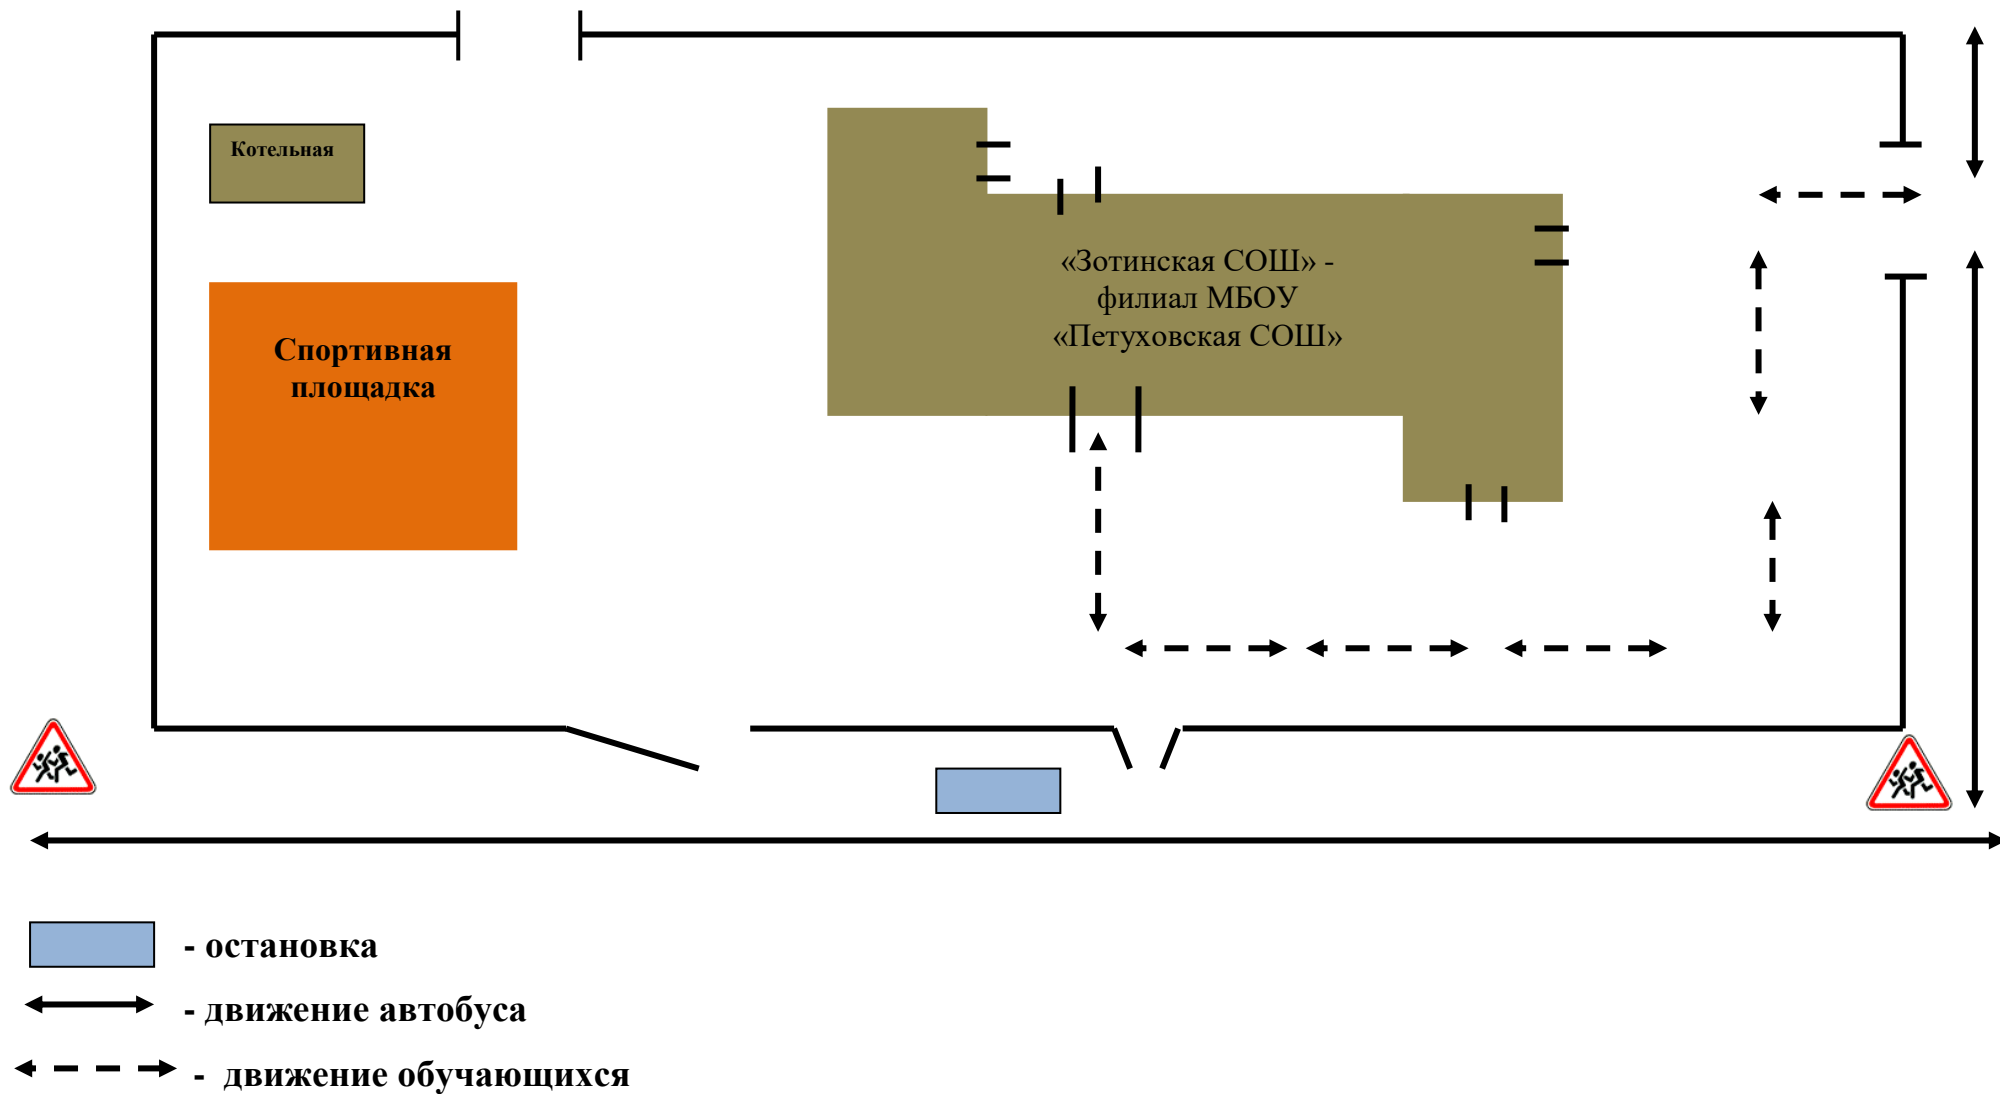 Котельная
«Зотинская СОШ» -
филиал МБОУ
«Петуховская СОШ»
Спортивная
площадка
- остановка
- движение автобуса
- движение обучающихся